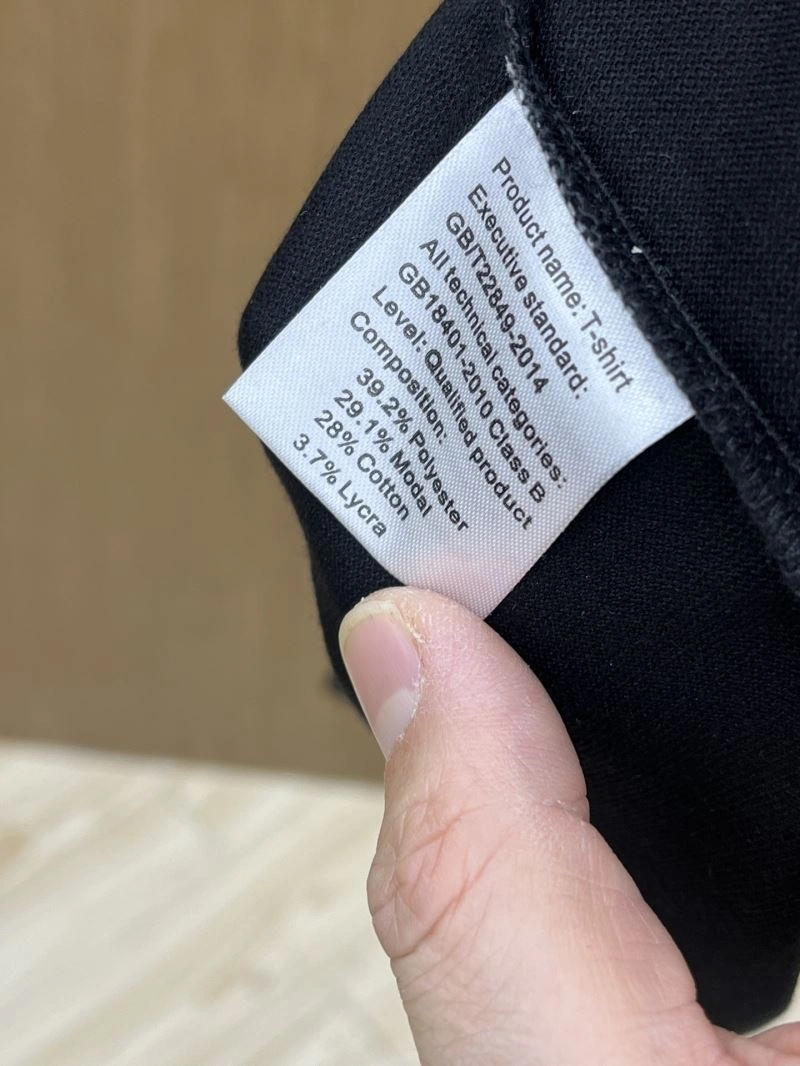 Product name: T-shirt
Executive standard:
GB/T22849-2014
All technical categories:
GB18401-2010 Class B
Level: Qualified product
Composition:
39.2% Polyester
29.1% Modal
28% Cotton
3.7% Lycra